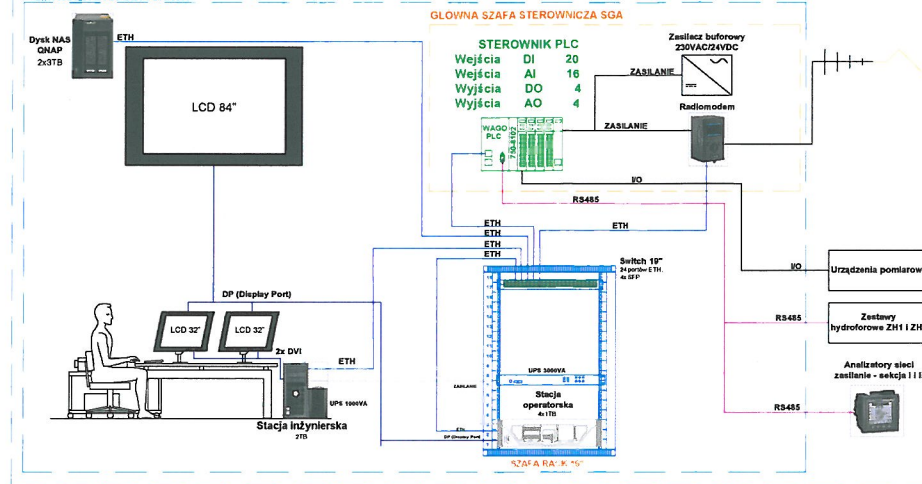 GLOWNA SZAFA STEROWNICZA SGA
Dysk NAS
QNAP
2x3TB
ETH
LCD 84"
STEROWNIK PLC
Wejścia DI 20
Wejścia AI 16
Wyjścia DO 4
Wyjścia AO 4
Zasilacz buforowy
230VAC/24VDC
ZASILANIE
Radiomodem
ZASILANIE
WAGO
PLC
750-8102
I/O
RS485
ETH
ETH
ETH
ETH
ETH
Switch 19"
24 portów ETH.
4x SFP
I/O
Urządzenia pomiarow
DP (Display Port)
LCD 32"
LCD 32"
2x DVI
ETH
RS485
Zestawy
hydroforowe ZH1 i ZH
UPS 3000VA
Analizatory sieci
zasilanie - sekcja I i I
ZASILANIE
Stacja
operatorska
4x1TB
UPS 1000VA
RS485
Stacja inżynierska
2TB
ETH
DP (Display Port)
SZAFA RACK